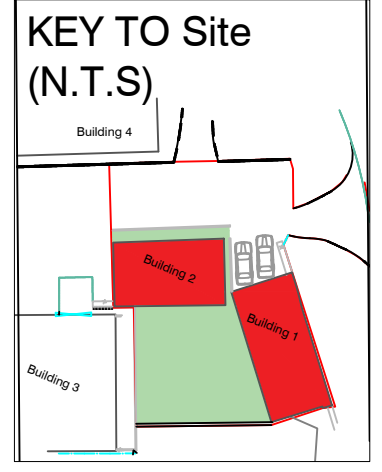 KEY TO Site
(N.T.S)
Building 4
Building 2
Building 1
Building 3